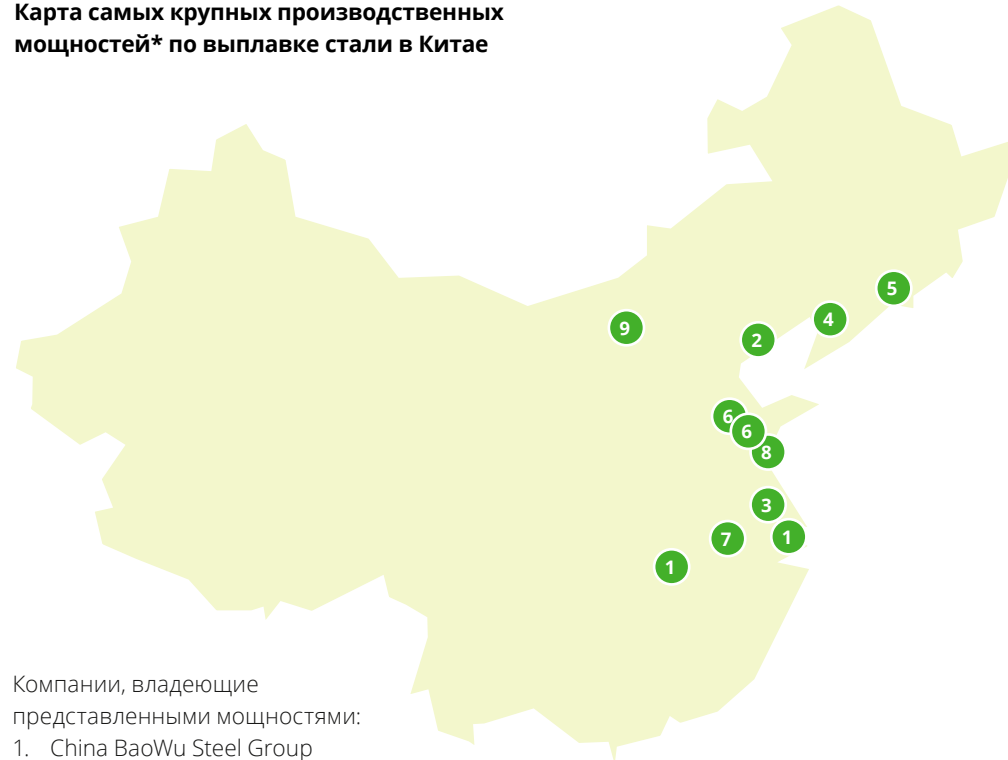 Карта самых крупных производственных
мощностей* по выплавке стали в Китае
5
4
9
2
6
6
8
3
7
1
1
Компании, владеющие
представленными мощностями:
1. China BaoWu Steel Group